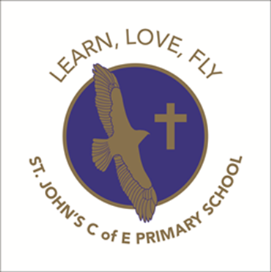 LEARN, LOVE, FLY
ST. JOHN'S C of E PRIMARY SCHOOL